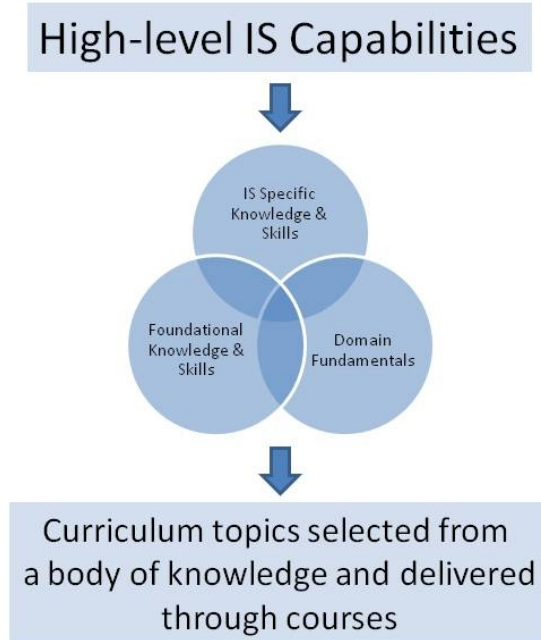 High-level IS Capabilities
IS Specific
Knowledge &
Skills
Foundational
Knowledge &
Skills
Domain
Fundamentals
Curriculum topics selected from
a body of knowledge and delivered
through courses